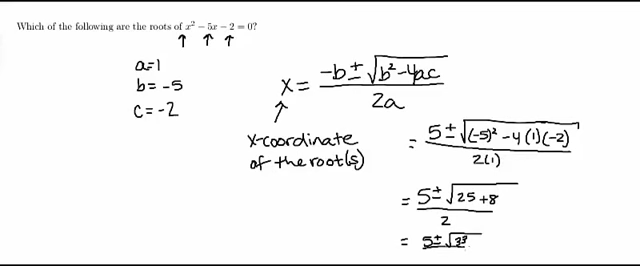 Which of the following are the roots of x² − 5x − 2 = 0?
a=1
b=-5
c=-2
x = (-b ± √(b²-4ac)) / 2a
x-coordinate
of the root(s)
= (5 ± √((-5)² - 4(1)(-2))) / 2(1)
= (5 ± √(25+8)) / 2
= 5 ± √33